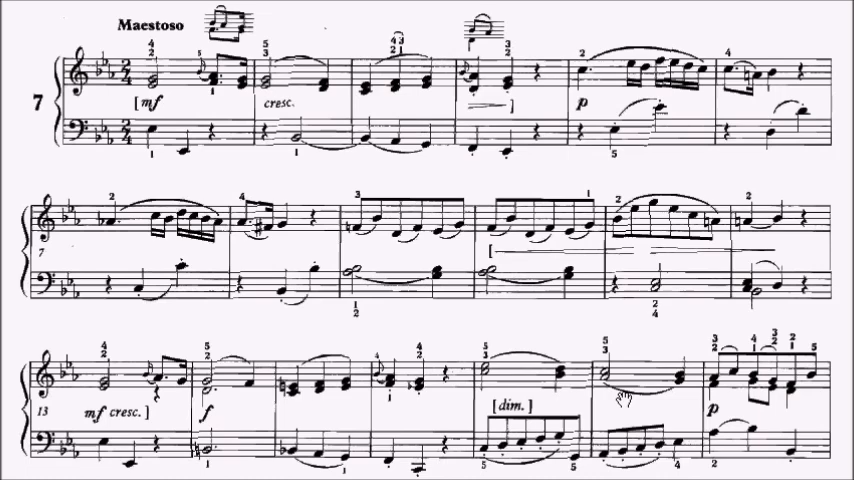 Maestoso
7
[mf
cresc.
]
p
7
[
13
mf cresc. ]
f
[dim.]
p